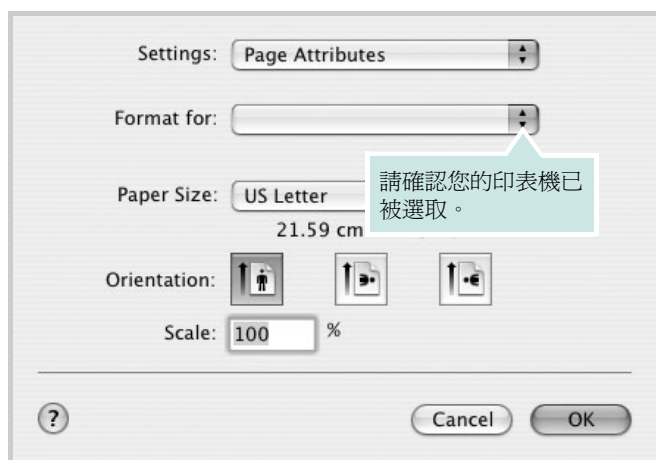 Settings: Page Attributes
Format for:
請確認您的印表機已
被選取。
Paper Size: US Letter
21.59 cm
Orientation:
Scale: 100 %
? Cancel OK